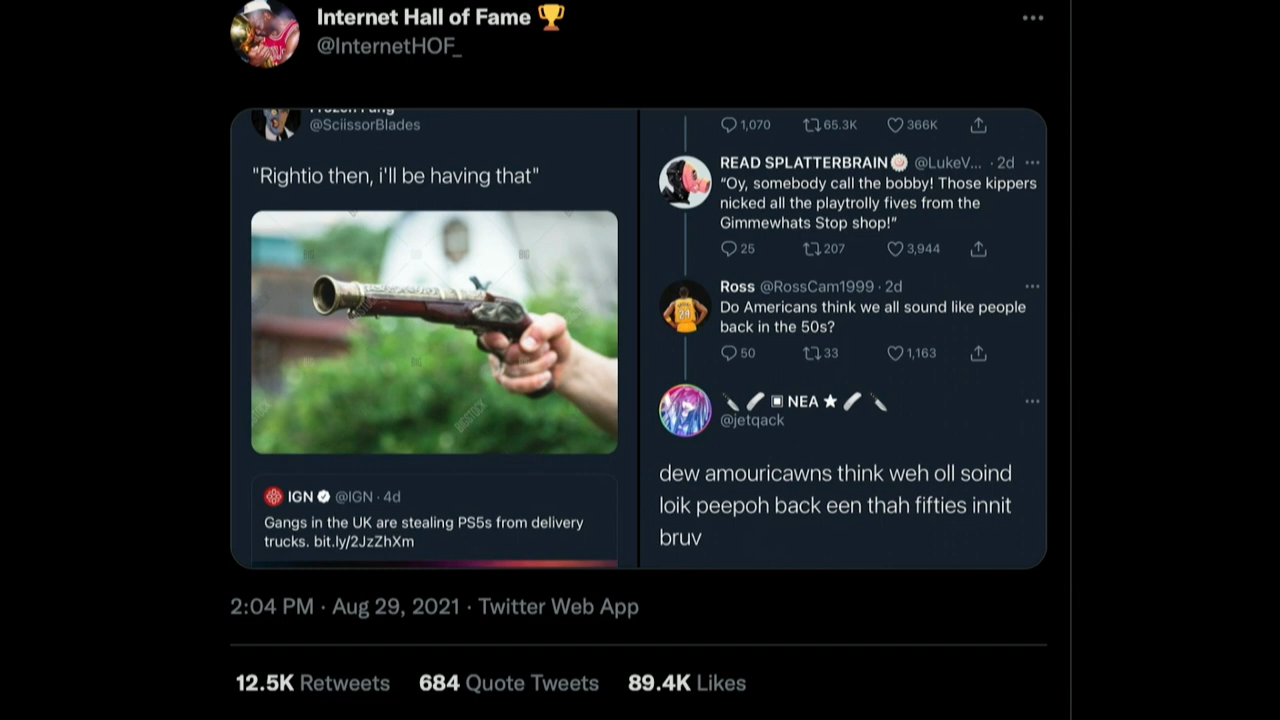 Internet Hall of Fame 🏆
@InternetHOF_
@SciissorBlades
"Rightio then, i'll be having that"
BIGSTOCK
IGN @IGN · 4d
Gangs in the UK are stealing PS5s from delivery
trucks. bit.ly/2JzZhXm
1,070 65.3K 366K
READ SPLATTERBRAIN @LukeV... · 2d
“Oy, somebody call the bobby! Those kippers
nicked all the playtrolly fives from the
Gimmewhats Stop shop!”
25 207 3,944
Ross @RossCam1999 · 2d
Do Americans think we all sound like people
back in the 50s?
50 33 1,163
NEA ★
@jetqack
dew amouricawns think weh oll soind
loik peepoh back een thah fifties innit
bruv
2:04 PM · Aug 29, 2021 · Twitter Web App
12.5K Retweets 684 Quote Tweets 89.4K Likes